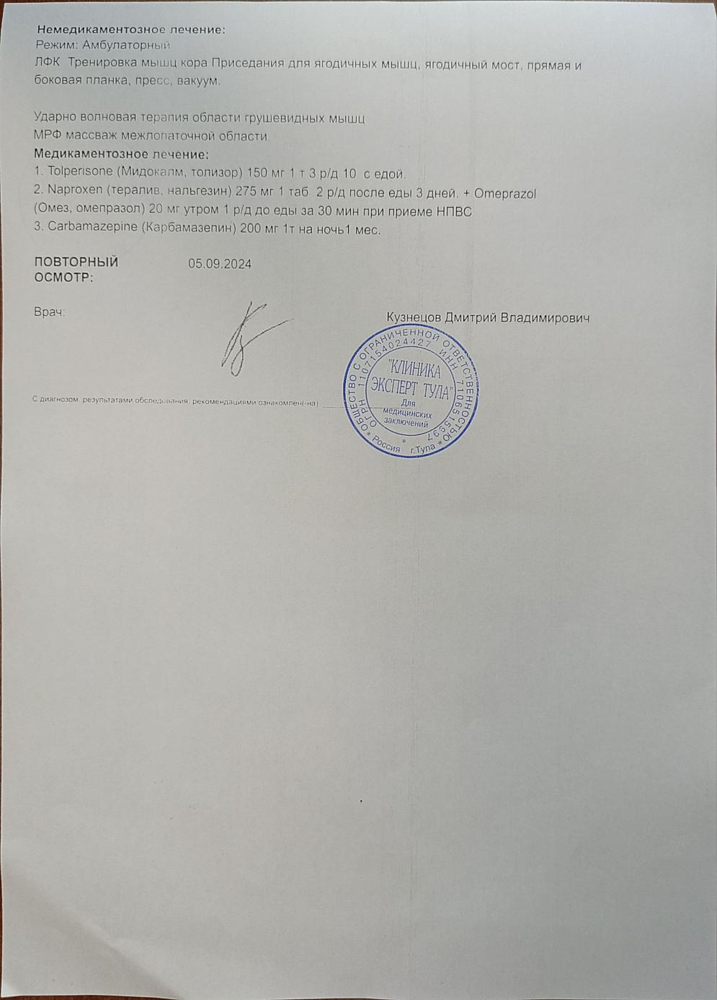 Немедикаментозное лечение:
Режим: Амбулаторный
ЛФК Тренировка мышц кора Приседания для ягодичных мышц, ягодичный мост, прямая и
боковая планка, пресс, вакуум.
Ударно волновая терапия области грушевидных мышц
МРФ массваж межлопаточной области.
Медикаментозное лечение:
1. Tolperisone (Мидокалм, толизор) 150 мг 1 т 3 р/д 10 с едой.
2. Naproxen (тералив, нальгезин) 275 мг 1 таб 2 р/д после еды 3 дней. + Omeprazol
(Омез, омепразол) 20 мг утром 1 р/д до еды за 30 мин при приеме НПВС
3. Carbamazepine (Карбамазепин) 200 мг 1т на ночь1 мес.
ПОВТОРНЫЙ 05.09.2024
ОСМОТР:
Врач:
Кузнецов Дмитрий Владимирович
С диагнозом, результатами обследования, рекомендациями ознакомлен(-на)
ОБЩЕСТВО С ОГРАНИЧЕННОЙ ОТВЕТСТВЕННОСТЬЮ
ОГРН 1107154024427 ИНН 7106515997
"КЛИНИКА
ЭКСПЕРТ ТУЛА"
Для
медицинских
заключений
* Россия г.Тула *